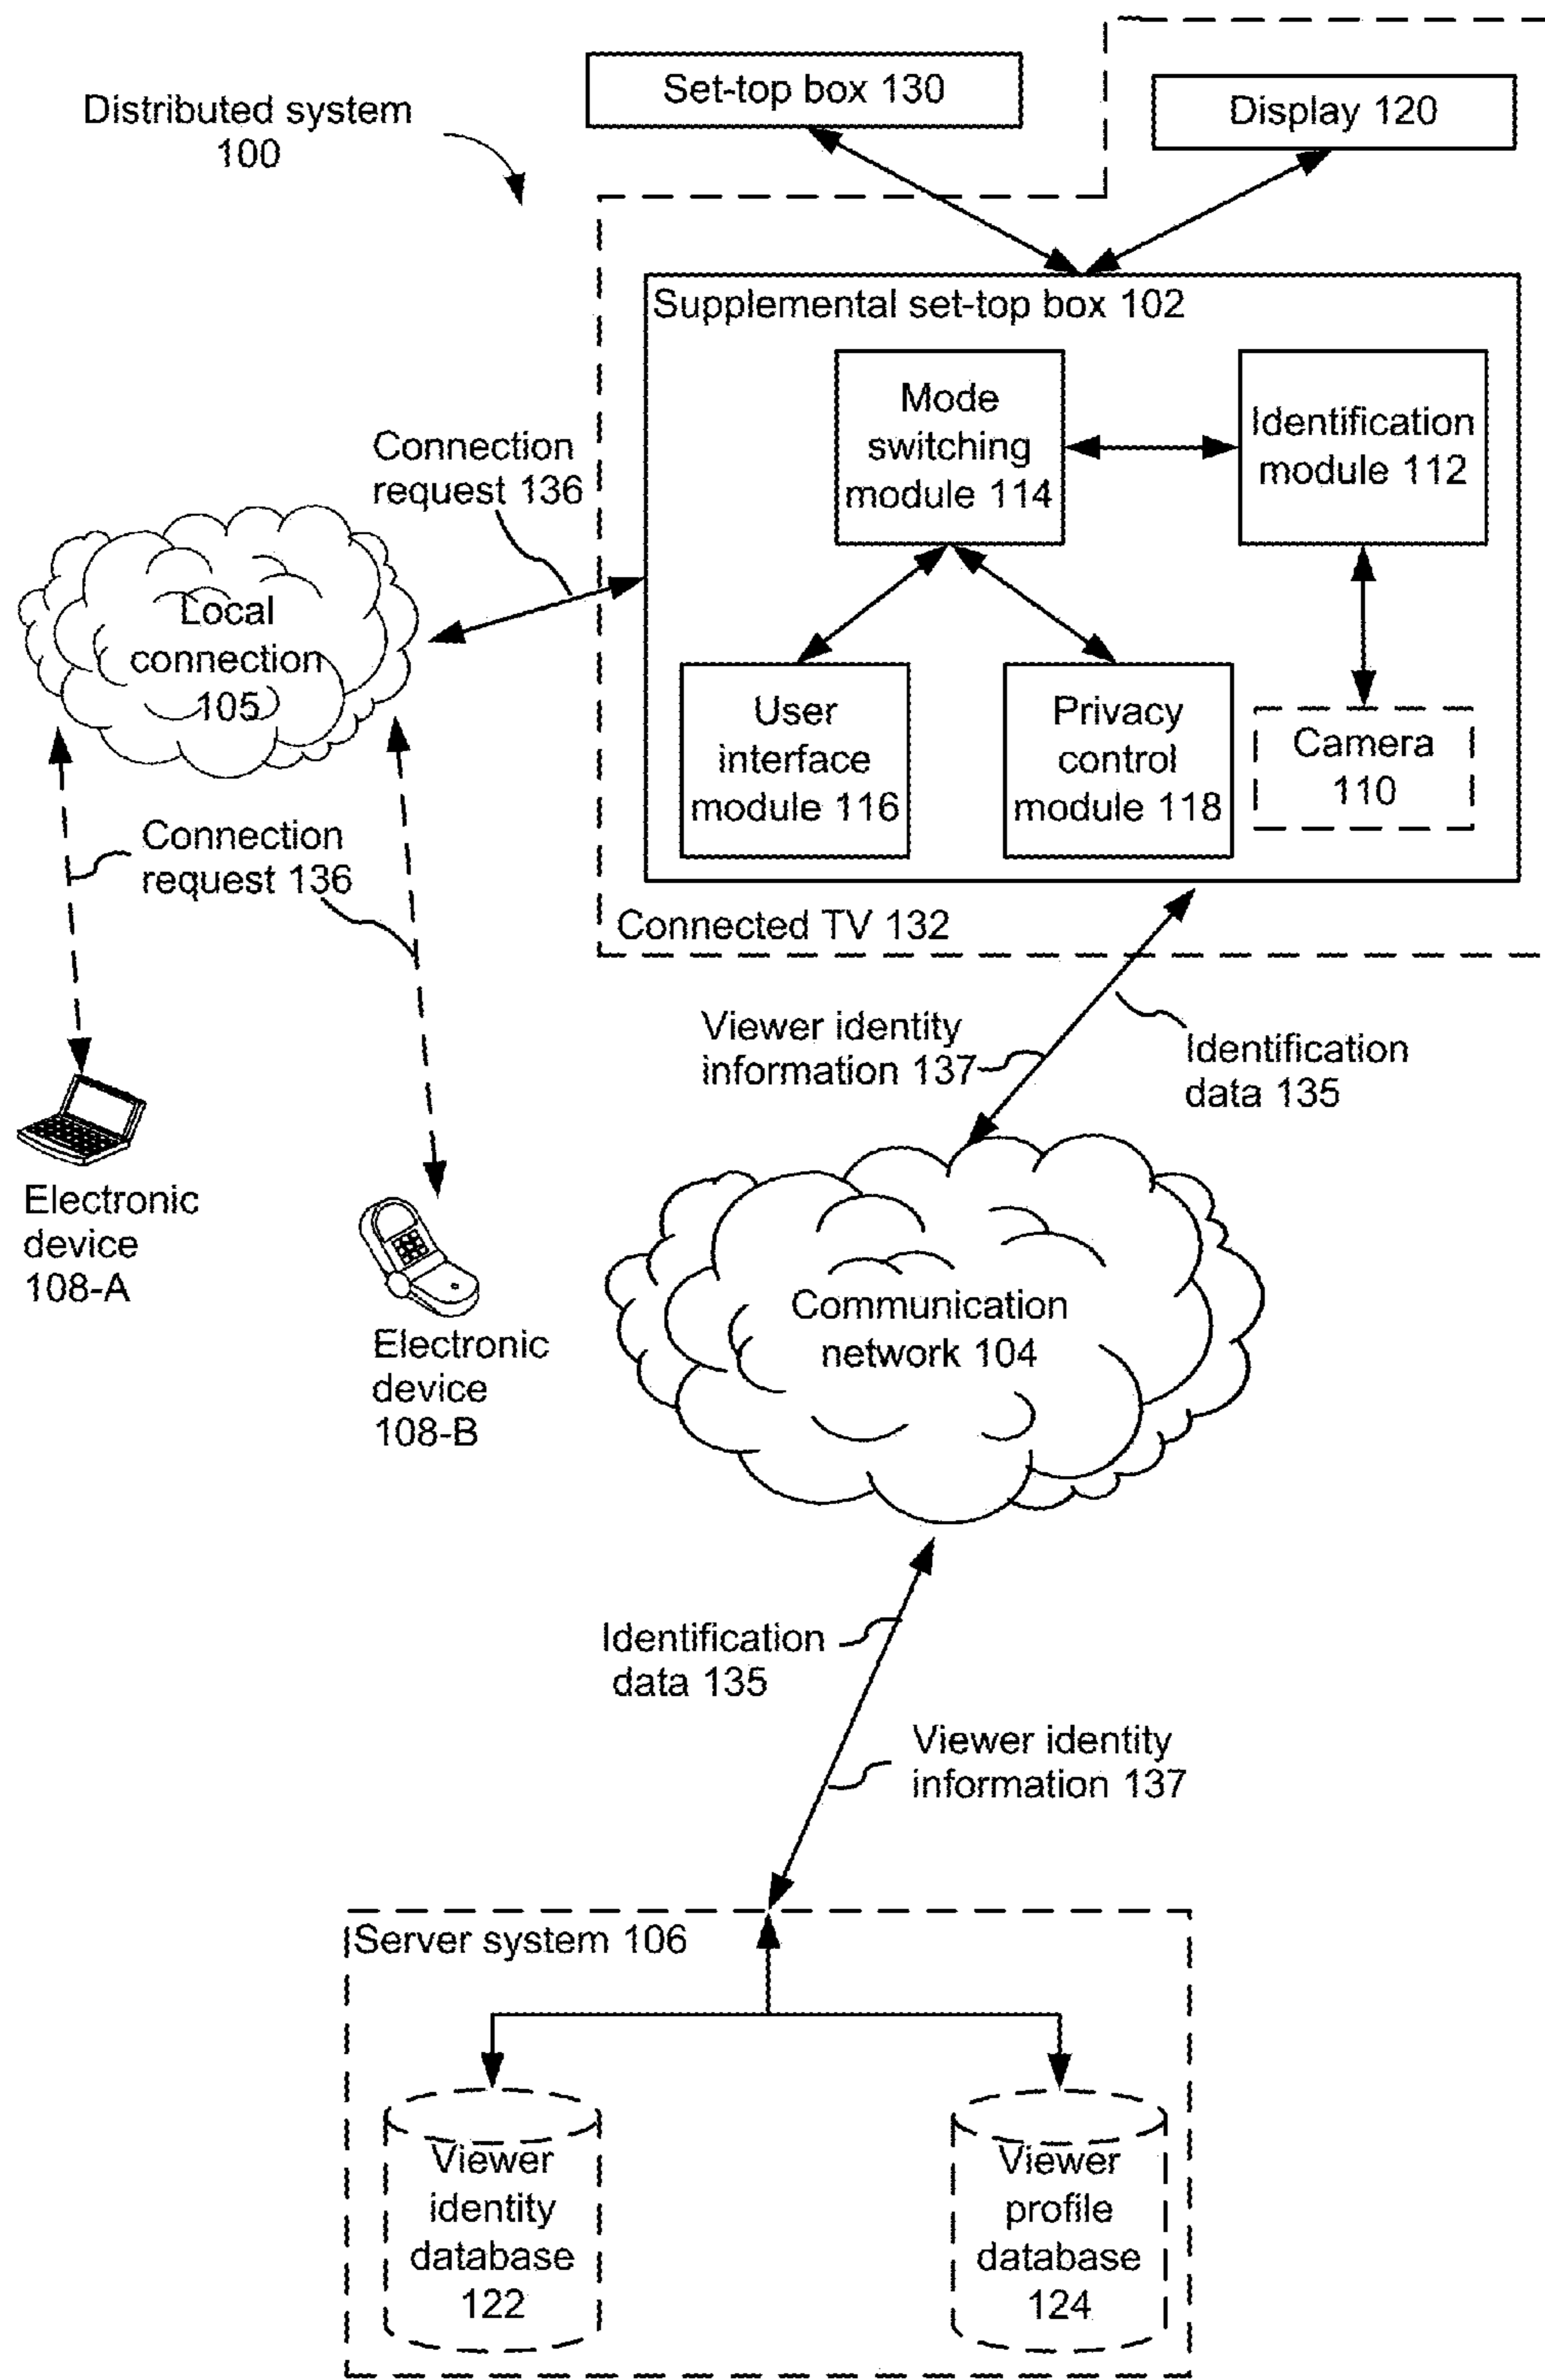 Set-top box 130
Display 120
Distributed system
100
Supplemental set-top box 102
Mode
switching
module 114
Identification
module 112
Connection
request 136
Local
connection
105
User
interface
module 116
Privacy
control
module 118
Camera
110
Connection
request 136
Connected TV 132
Viewer identity
information 137
Identification
data 135
Electronic
device
108-A
Electronic
device
108-B
Communication
network 104
Identification
data 135
Viewer identity
information 137
Server system 106
Viewer
identity
database
122
Viewer
profile
database
124